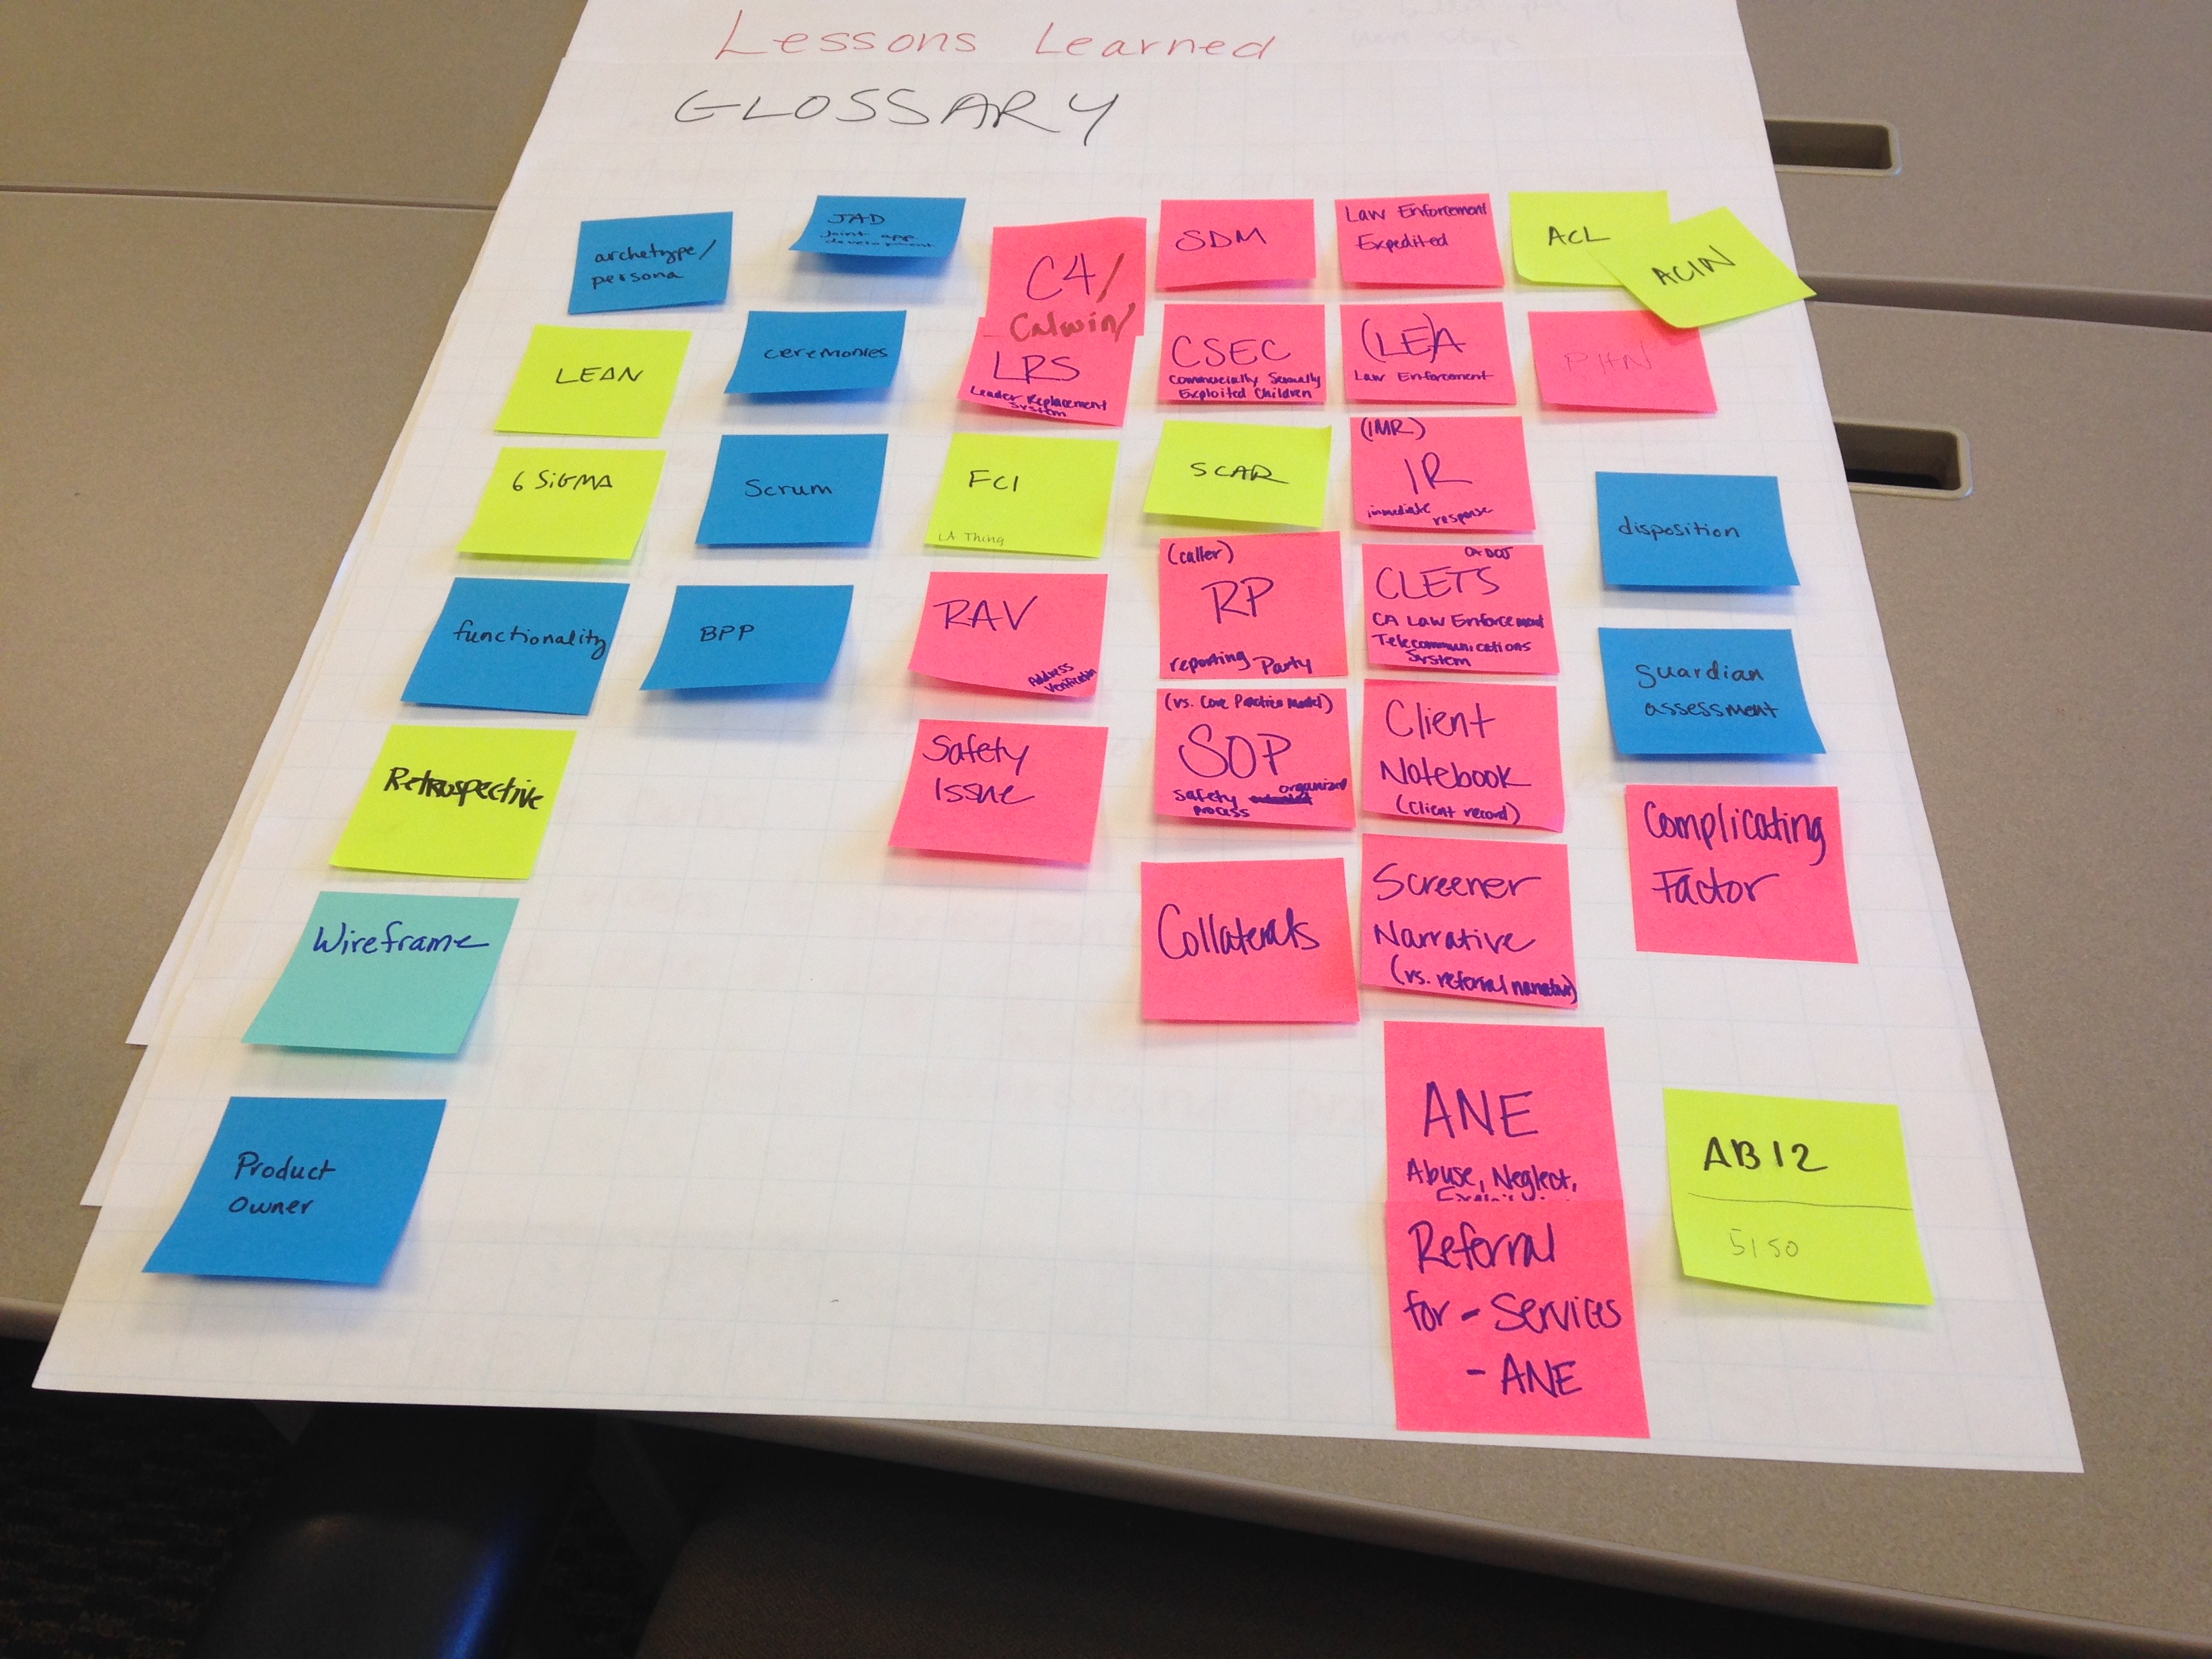 Lessons Learned
GLOSSARY
archetype/
persona
LEAN
6 SIGMA
functionality
Retrospective
Wireframe
Product
Owner
JAD
Joint app
development
ceremonies
Scrum
BPP
C4/
Calwin/
LRS
Leader Replacement
System
FCI
LA Thing
RAV
Address
Verification
Safety
Issue
SDM
CSEC
Commercially Sexually
Exploited Children
SCAR
(caller)
RP
reporting Party
(vs. Core Practice Model)
SOP
Safety organized
process
Collaterals
Law Enforcement
Expedited
(LE)A
Law Enforcement
(IMR)
IR
immediate response
CA DOJ
CLETS
CA Law Enforcement
Telecommunications
System
Client
Notebook
(Client record)
Screener
Narrative
(vs. referral narrative)
ANE
Abuse, Neglect,
Referral
for - Services
- ANE
ACL
ACIN
PHN
disposition
guardian
assessment
Complicating
Factor
AB12
5150